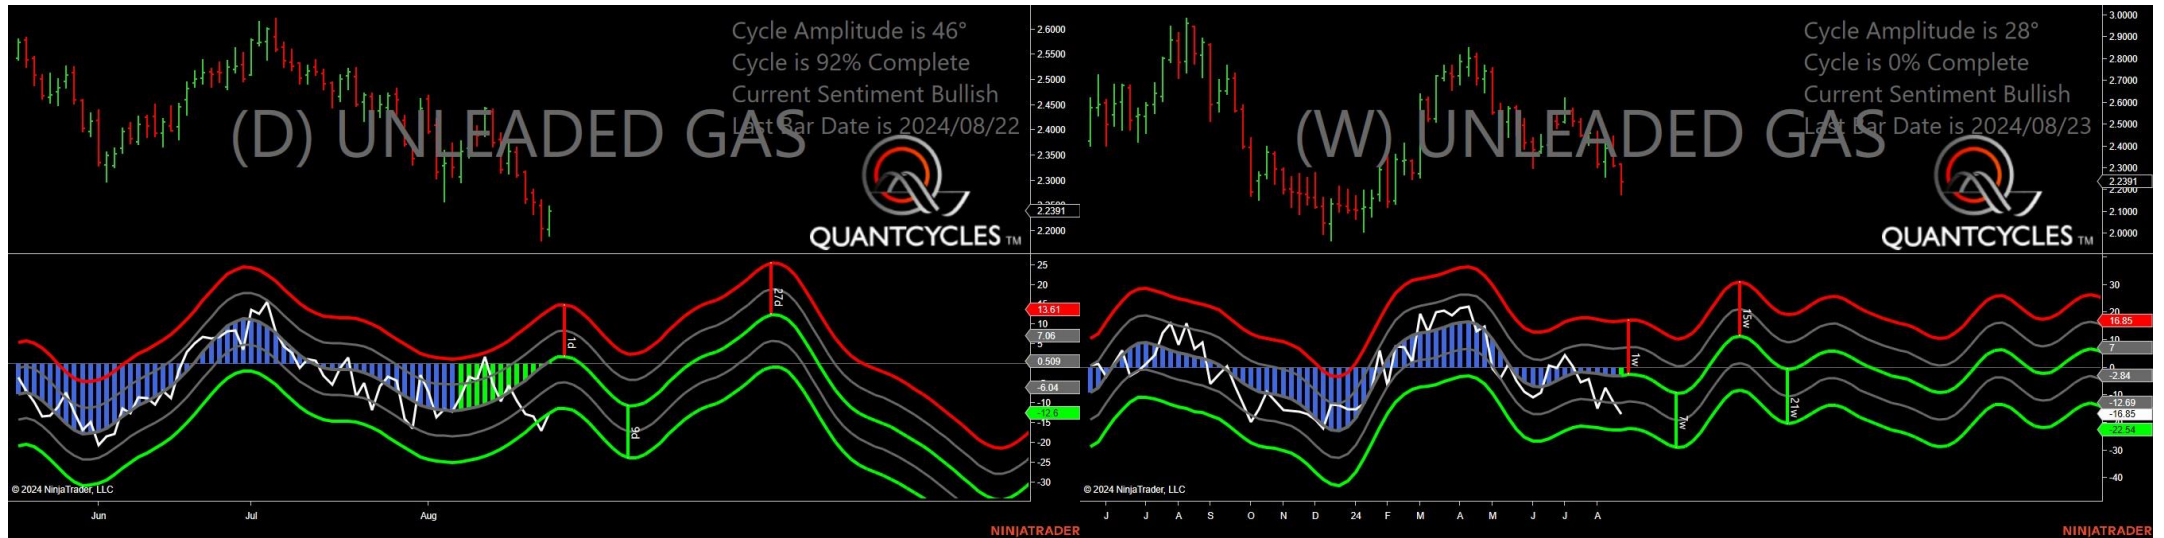 Cycle Amplitude is 46°
Cycle is 92% Complete
Current Sentiment Bullish
Last Bar Date is 2024/08/22
(D) UNLEADED GAS
QUANTCYCLES TM
2.6000
2.5500
2.5000
2.4500
2.4000
2.3500
2.3000
2.2391
2.2000
25
20
13.61
10
7.06
5
0.509
-6.04
-10
-12.6
-15
-20
-25
-30
1d
9d
27d
© 2024 NinjaTrader, LLC
Jun
Jul
Aug
NINJATRADER
Cycle Amplitude is 28°
Cycle is 0% Complete
Current Sentiment Bullish
Last Bar Date is 2024/08/23
(W) UNLEADED GAS
QUANTCYCLES TM
3.0000
2.9000
2.8000
2.7000
2.6000
2.5000
2.4000
2.3000
2.2391
2.2000
2.1000
2.0000
30
20
16.85
10
7
0
-2.84
-10
-12.69
-16.85
-22.54
-30
-40
1w
7w
15w
21w
© 2024 NinjaTrader, LLC
J
J
A
S
O
N
D
24
F
M
A
M
J
J
A
NINJATRADER